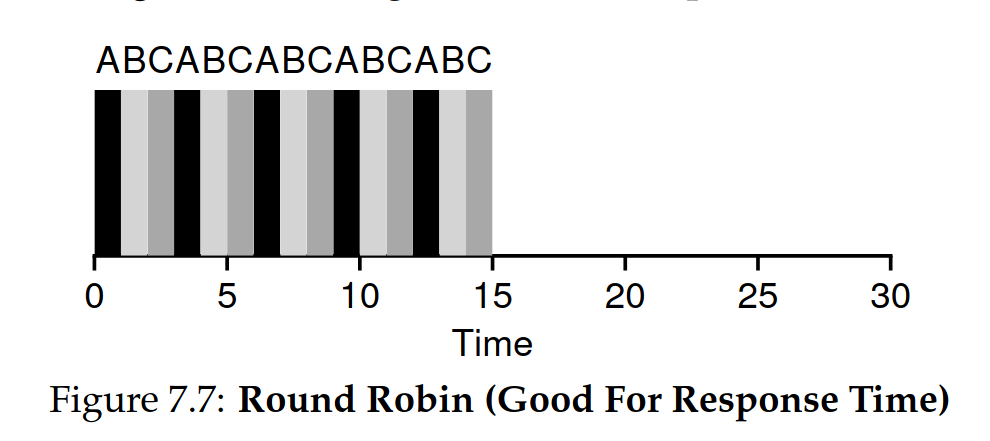 ABCABCABCABCABC
0 5 10 15 20 25 30
Time
Figure 7.7: Round Robin (Good For Response Time)